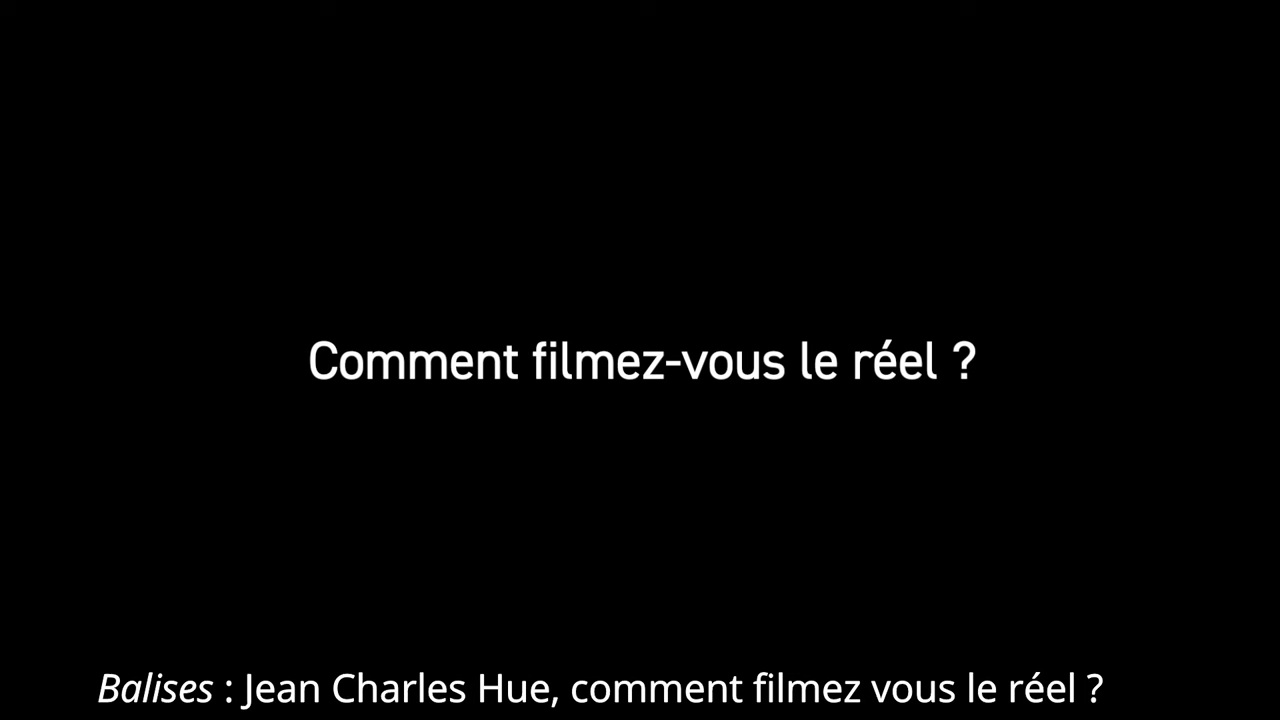 Comment filmez-vous le réel ?
Balises : Jean Charles Hue, comment filmez vous le réel ?